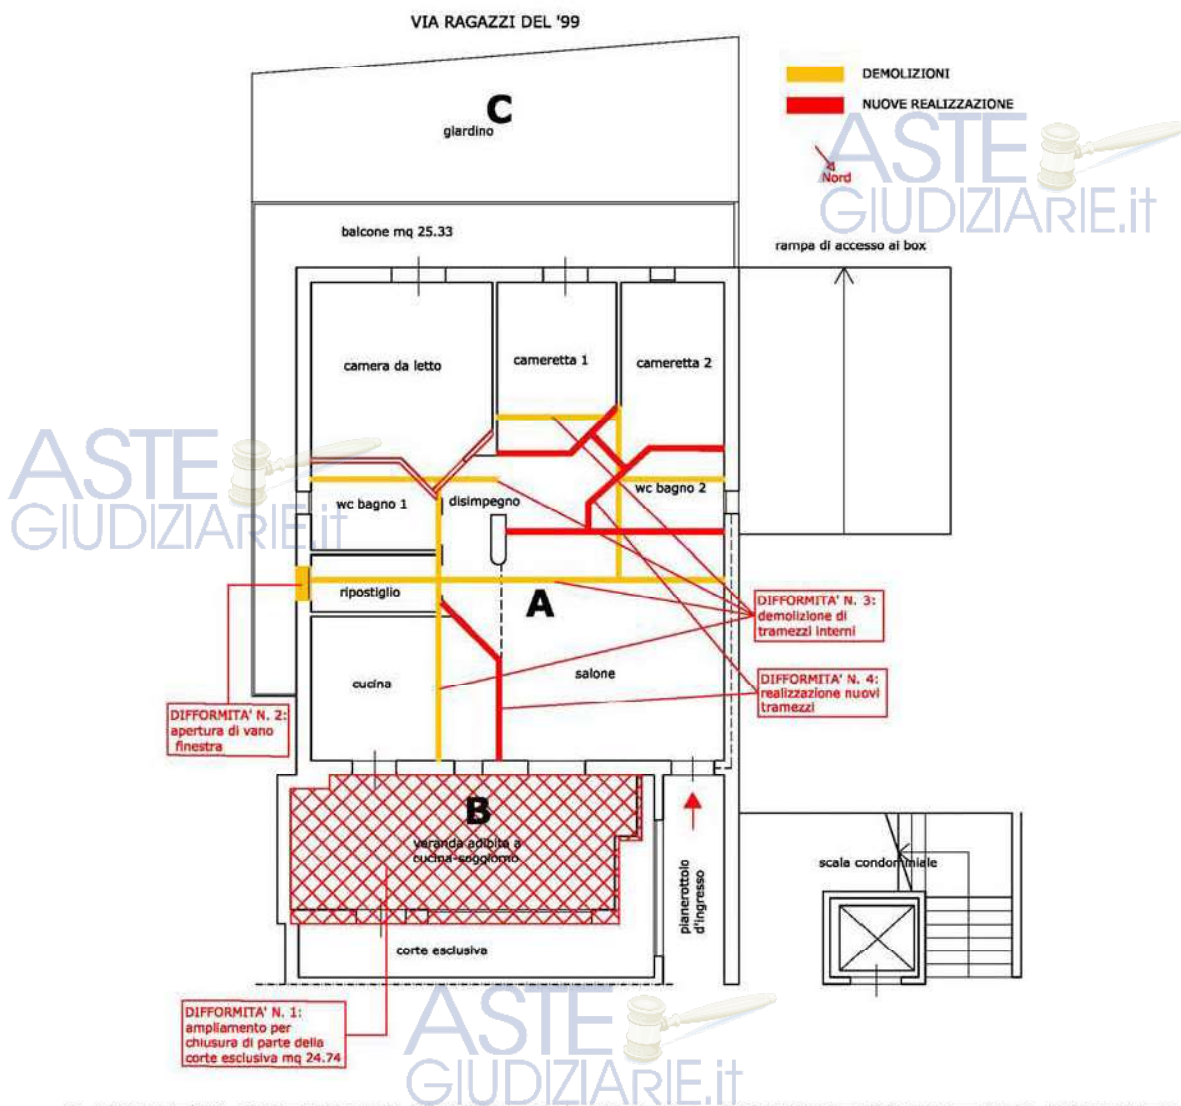 VIA RAGAZZI DEL '99
DEMOLIZIONI
NUOVE REALIZZAZIONE
C
giardino
Nord
ASTE
GIUDIZIARIE.it
balcone mq 25.33
rampa di accesso ai box
camera da letto
cameretta 1
cameretta 2
ASTE
GIUDIZIARIE.it
wc bagno 1
disimpegno
wc bagno 2
ripostiglio
A
DIFFORMITA' N. 3:
demolizione di
tramezzi interni
cucina
salone
DIFFORMITA' N. 4:
realizzazione nuovi
tramezzi
DIFFORMITA' N. 2:
apertura di vano
finestra
B
veranda adibita a
cucina-soggiorno
pianerottolo
d'ingresso
scala condominiale
corte esclusiva
DIFFORMITA' N. 1:
ampliamento per
chiusura di parte della
corte esclusiva mq 24.74
ASTE
GIUDIZIARIE.it